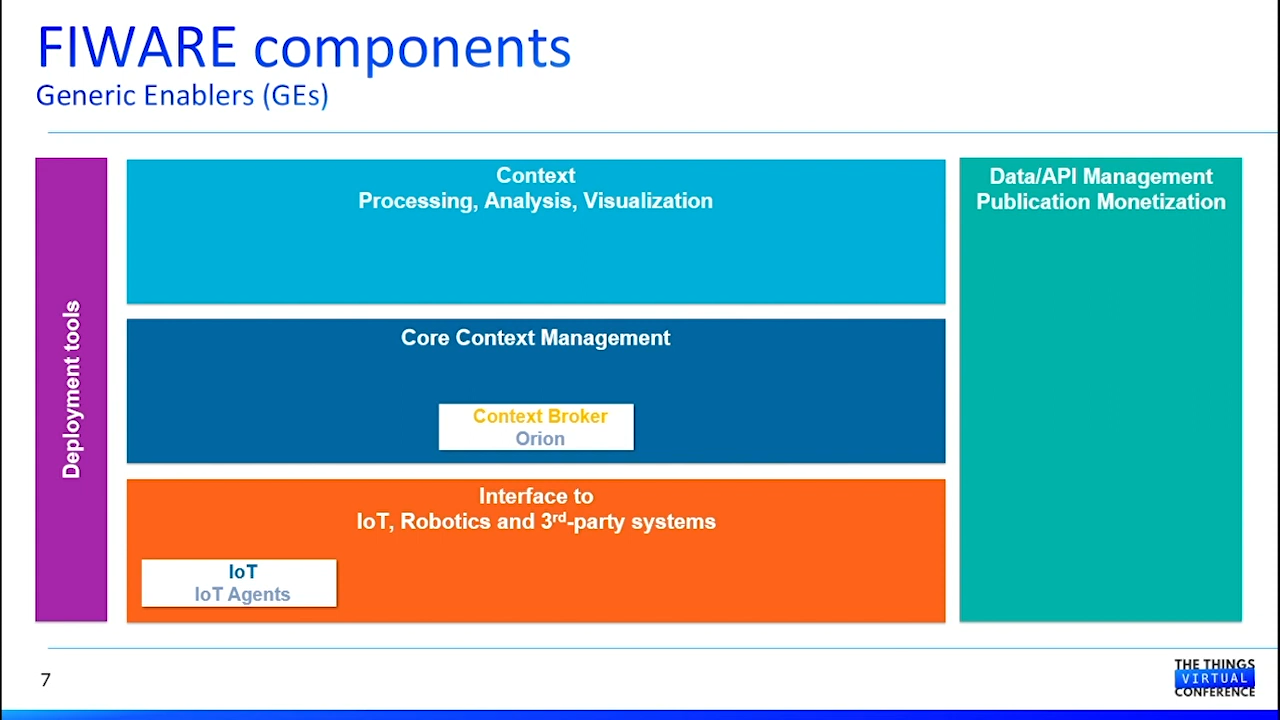 FIWARE components
Generic Enablers (GEs)
Deployment tools
Context
Processing, Analysis, Visualization
Core Context Management
Context Broker
Orion
Interface to
IoT, Robotics and 3rd-party systems
IoT
IoT Agents
Data/API Management
Publication Monetization
7
THE THINGS
VIRTUAL
CONFERENCE